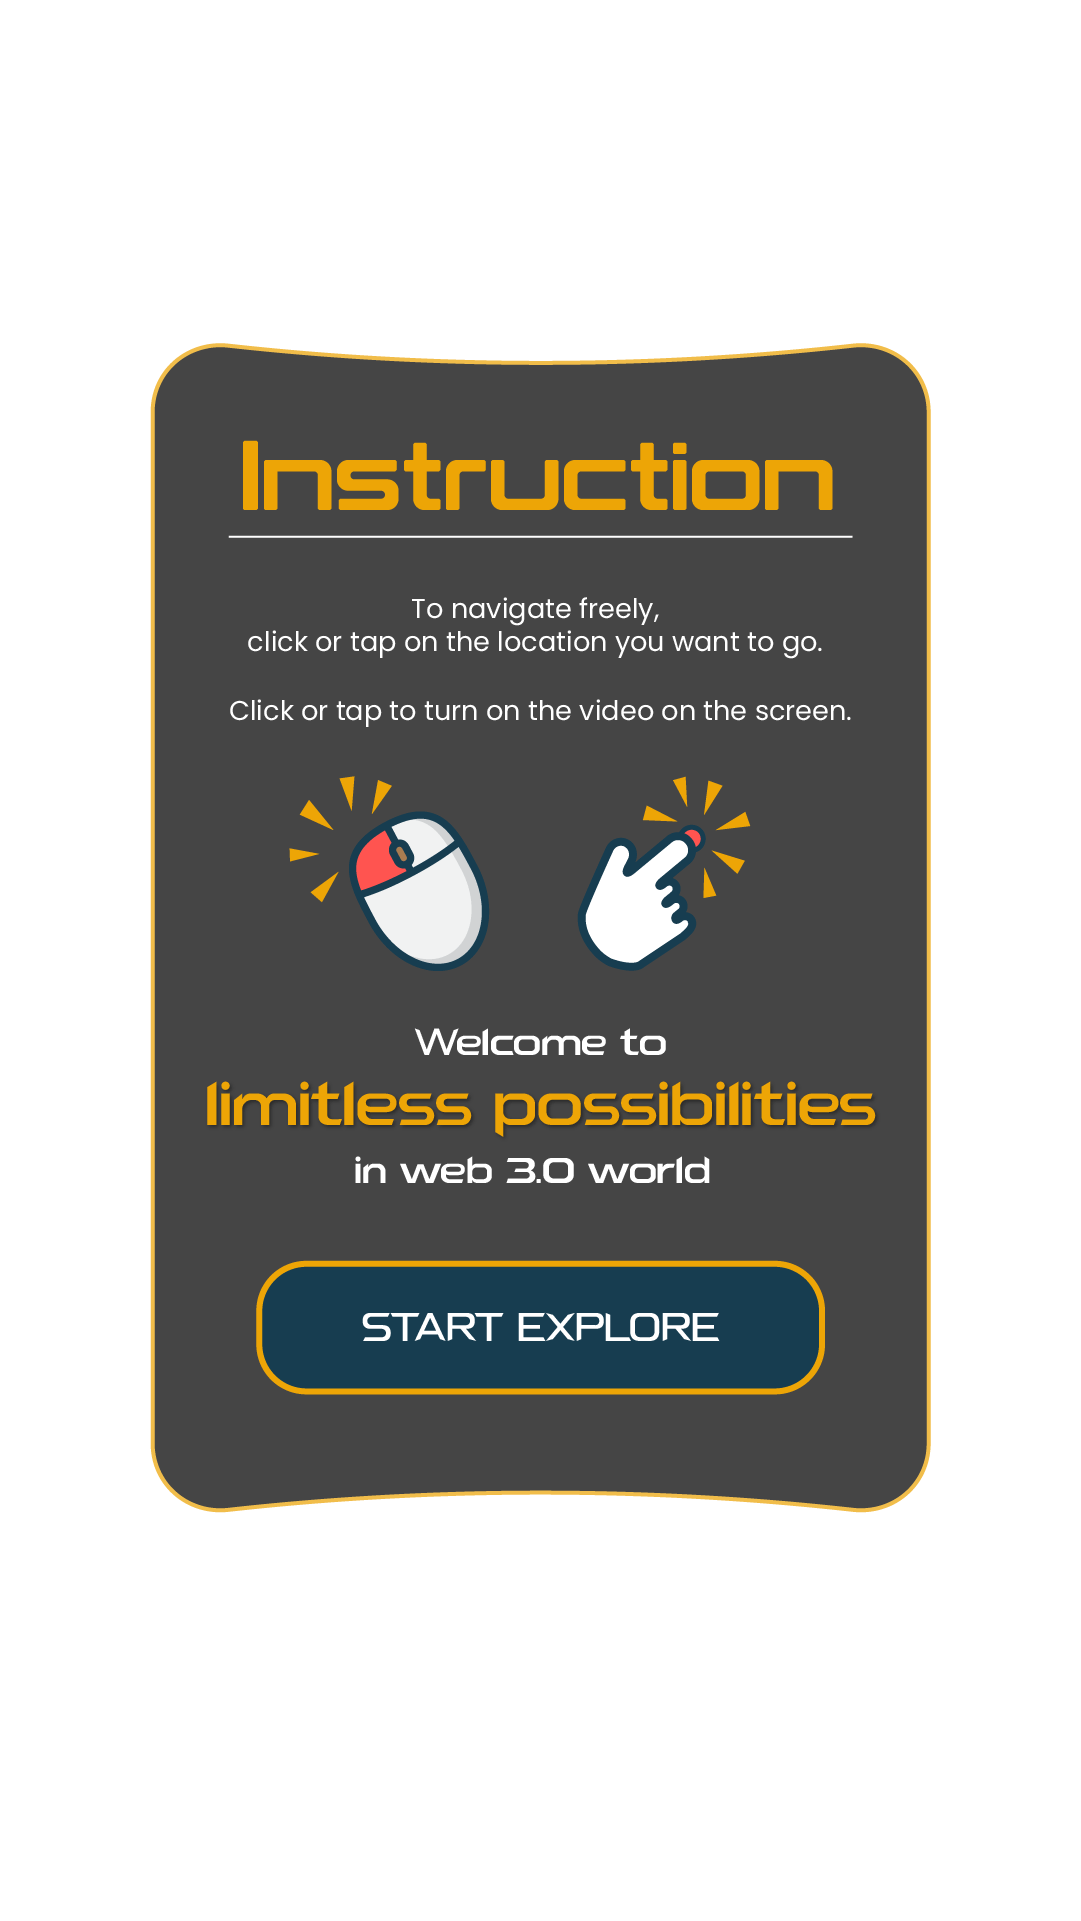 Instruction
To navigate freely,
click or tap on the location you want to go.
Click or tap to turn on the video on the screen.
Welcome to
limitless possibilities
in web 3.0 world
START EXPLORE